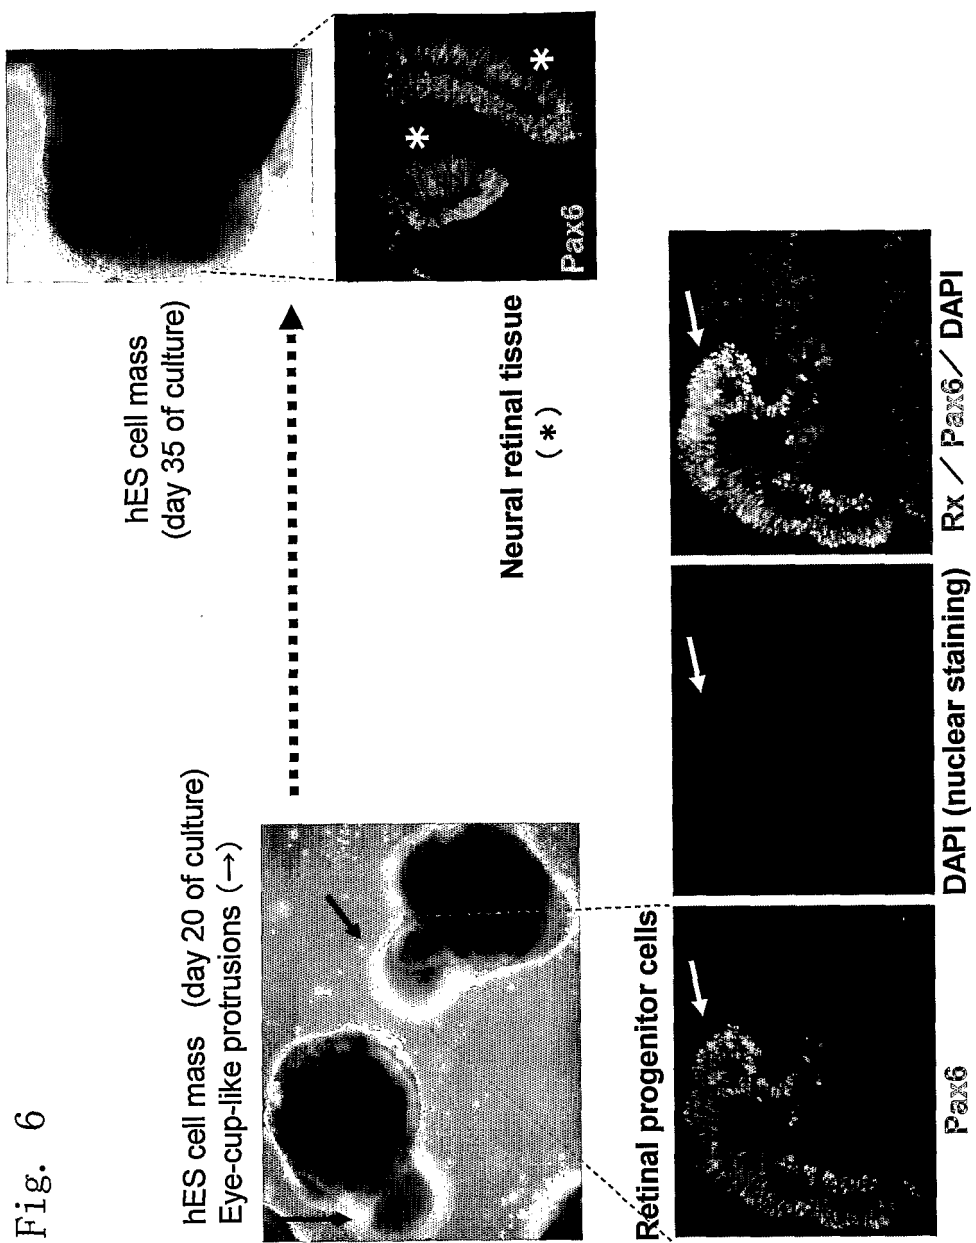 Fig. 6
hES cell mass (day 20 of culture)
Eye-cup-like protrusions (→)
hES cell mass
(day 35 of culture)
Pax6
*
*
Neural retinal tissue
( * )
Retinal progenitor cells
Pax6
DAPI (nuclear staining)
Rx / Pax6 / DAPI